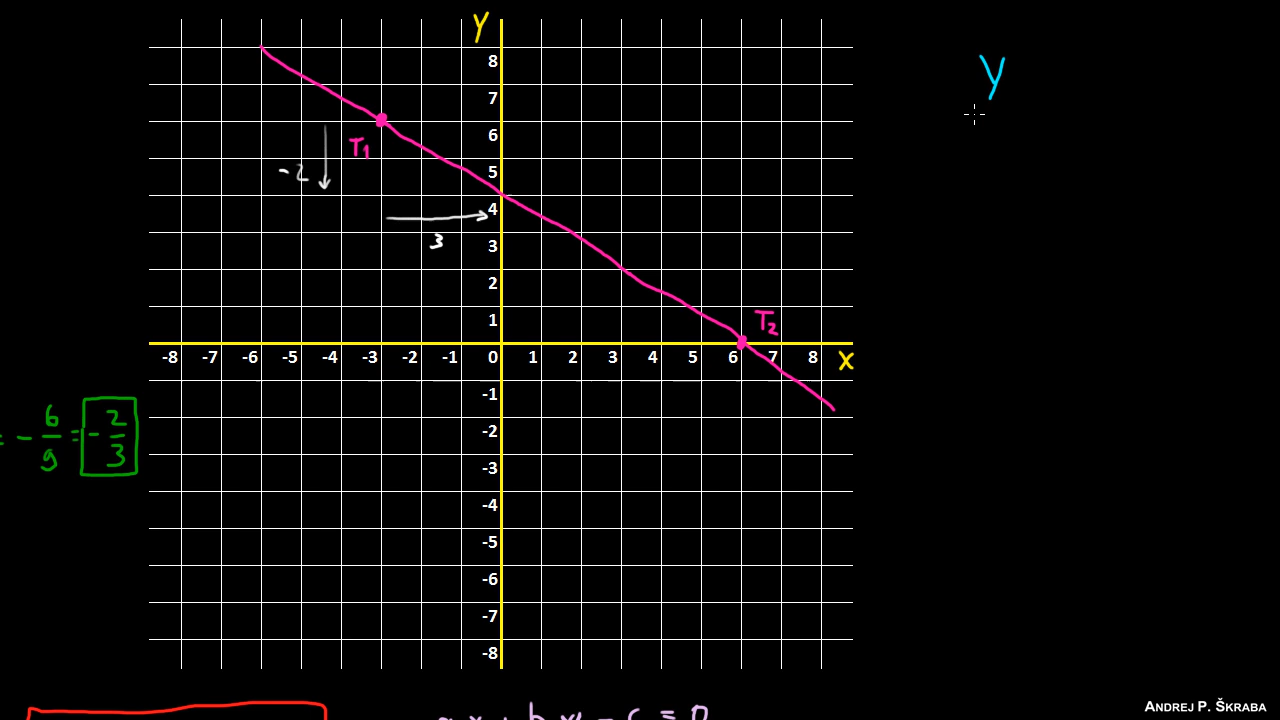 Y
y
8
7
6
T1
-2
5
4
3
3
2
1
T2
-8 -7 -6 -5 -4 -3 -2 -1 0 1 2 3 4 5 6 7 8 X
-1
= - 6/9 = - 2/3
-2
-3
-4
-5
-6
-7
-8
ANDREJ P. ŠKRABA